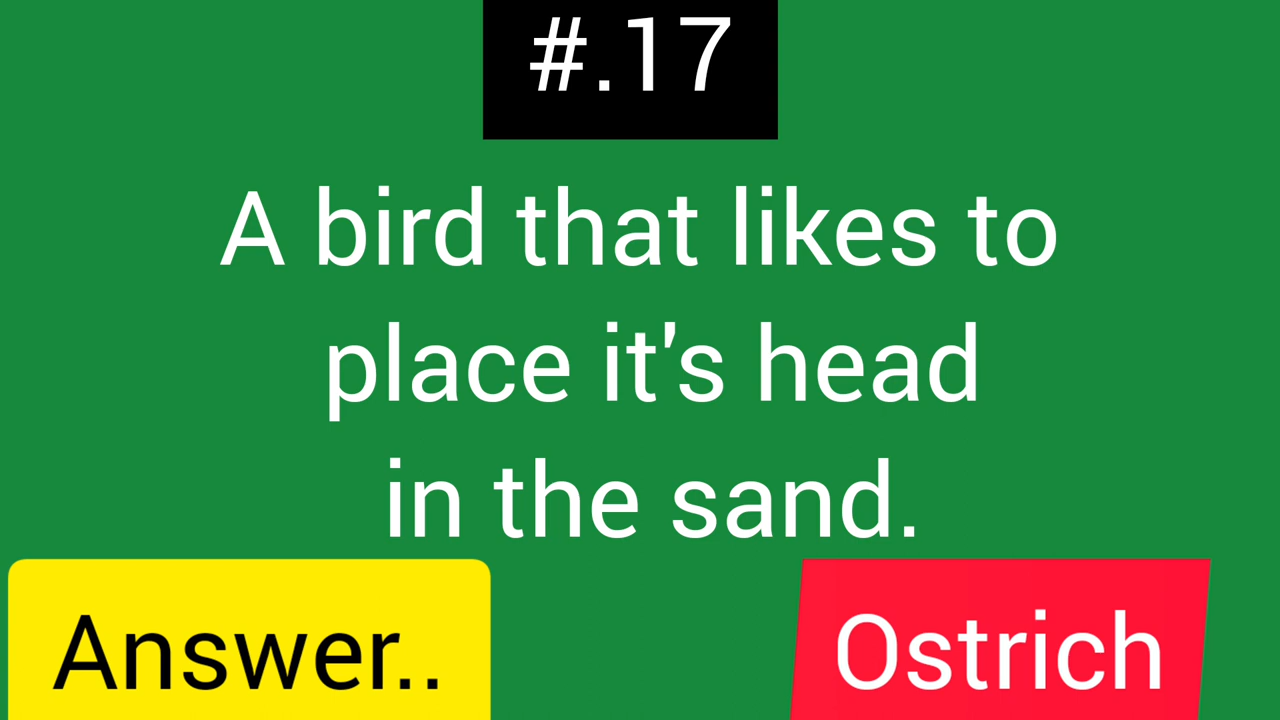 #.17
A bird that likes to
place it's head
in the sand.
Answer..
Ostrich